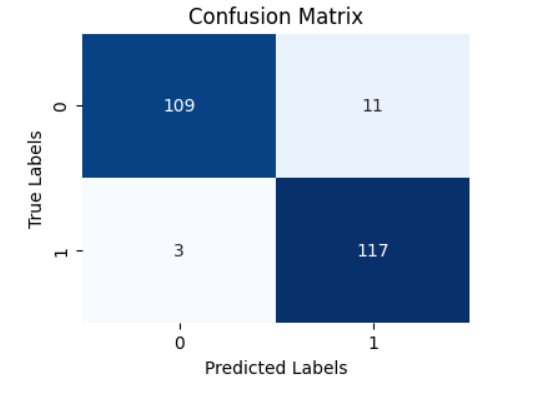 Confusion Matrix
True Labels
0
109
11
1
3
117
0
1
Predicted Labels